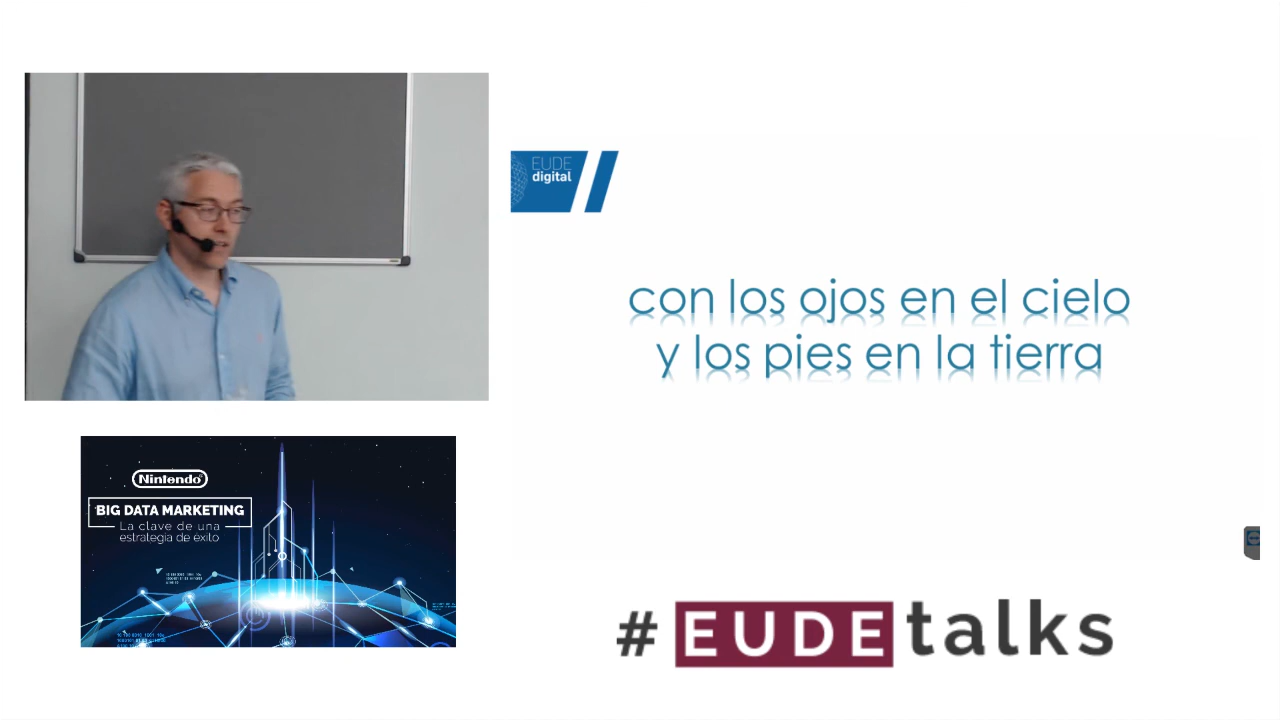 EUDE
digital
con los ojos en el cielo
y los pies en la tierra
Nintendo
BIG DATA MARKETING
La clave de una
estrategia de éxito
#EUDEtalks